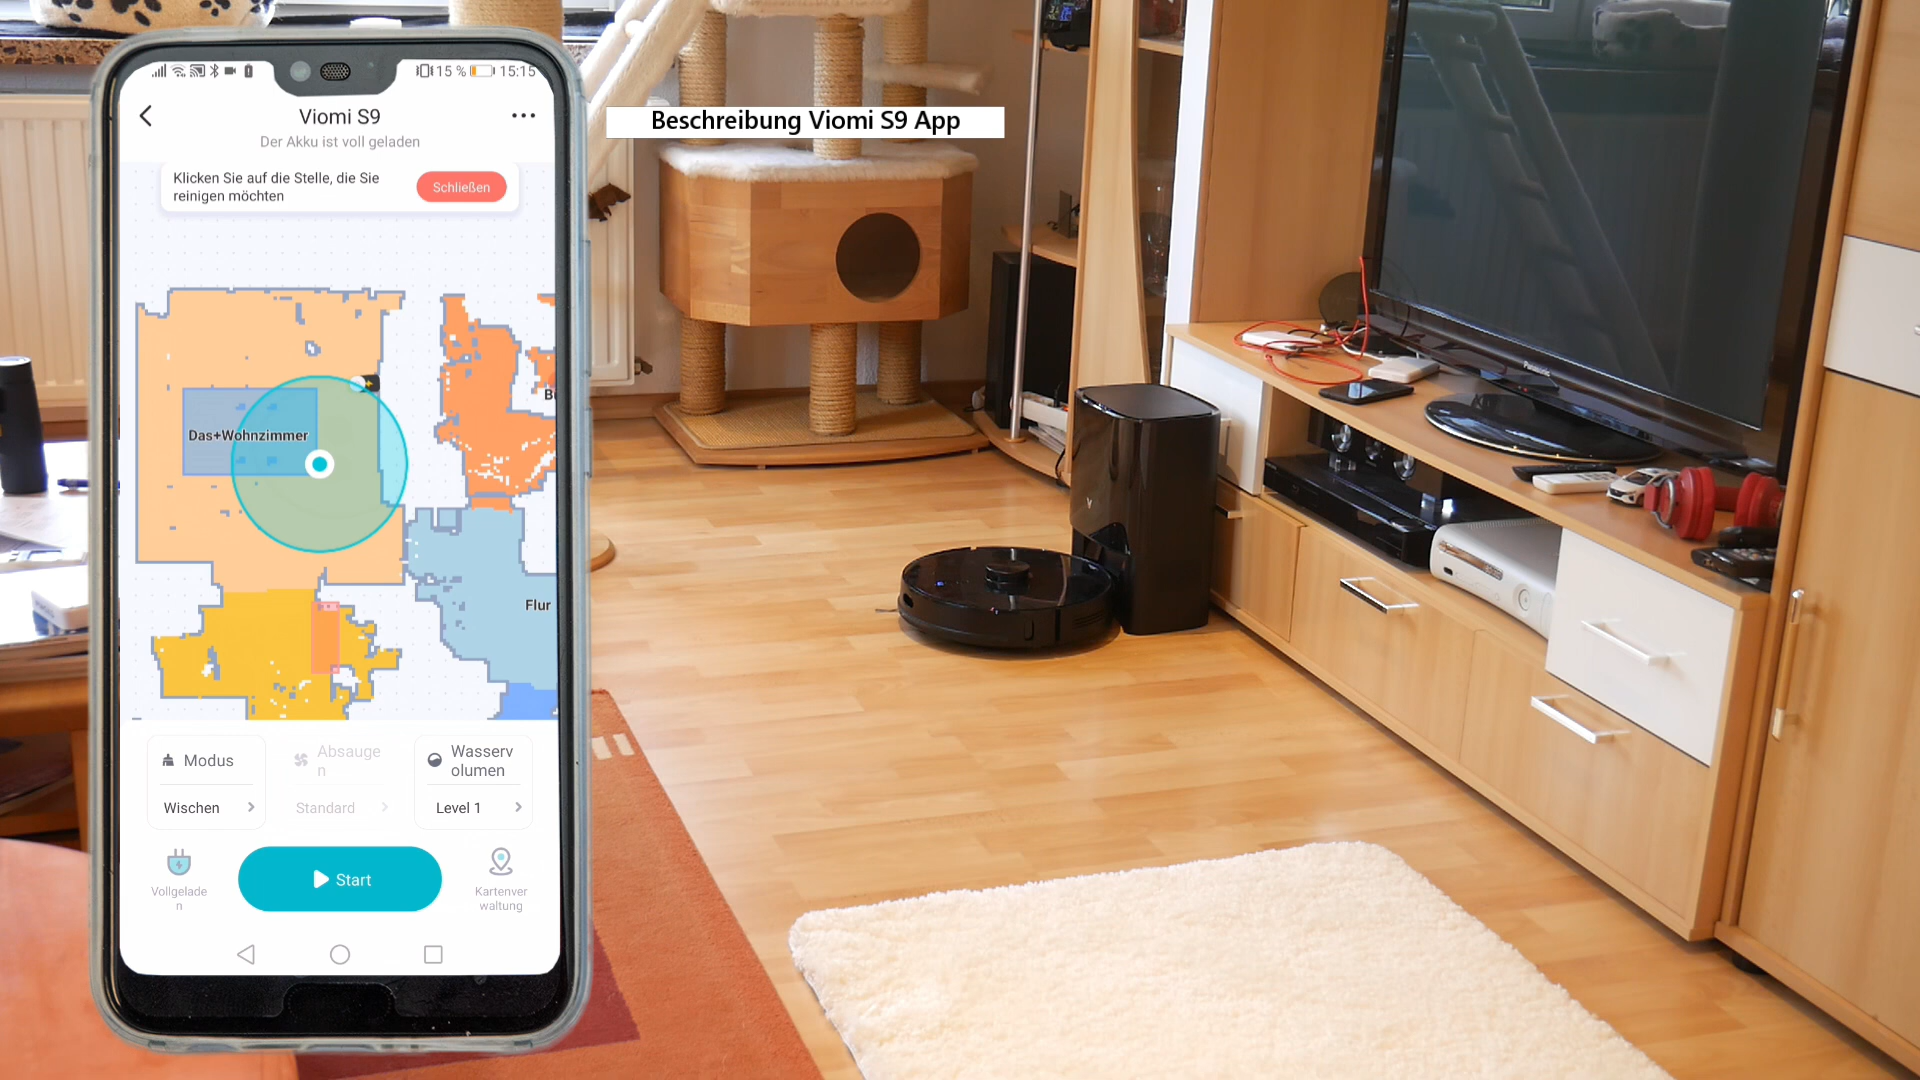 15 % 15:15
Viomi S9
Der Akku ist voll geladen
Klicken Sie auf die Stelle, die Sie
reinigen möchten
Schließen
Beschreibung Viomi S9 App
Das+Wohnzimmer
Flur
Modus
Wischen
Absauge
n
Standard
Wasserv
olumen
Level 1
Vollgelade
n
Start
Kartenver
waltung
Panasonic